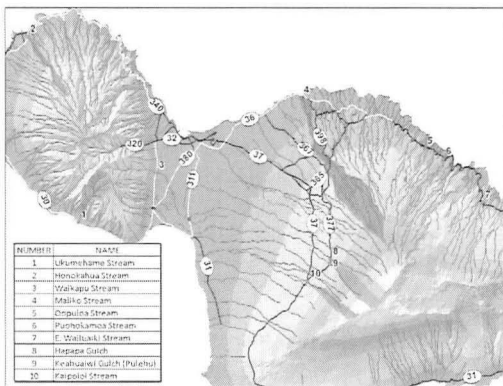 2
340
36
4
398
320
32
3
380
311
37
365
5
6
7
30
1
31
37
377
8
9
10
31
NUMBER NAME
1 Ukumehame Stream
2 Honokahua Stream
3 Waikapu Stream
4 Maliko Stream
5 Oopuloa Stream
6 Puohokamoa Stream
7 E. Wailuaiki Stream
8 Hapapa Gulch
9 Keahuaiwi Gulch (Pulehu)
10 Kaipoioi Stream